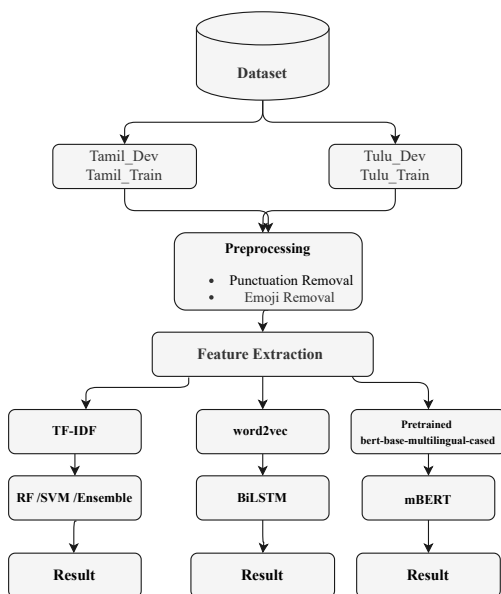 Dataset
Tamil_Dev
Tamil_Train
Tulu_Dev
Tulu_Train
Preprocessing
• Punctuation Removal
• Emoji Removal
Feature Extraction
TF-IDF
word2vec
Pretrained
bert-base-multilingual-cased
RF /SVM /Ensemble
BiLSTM
mBERT
Result
Result
Result